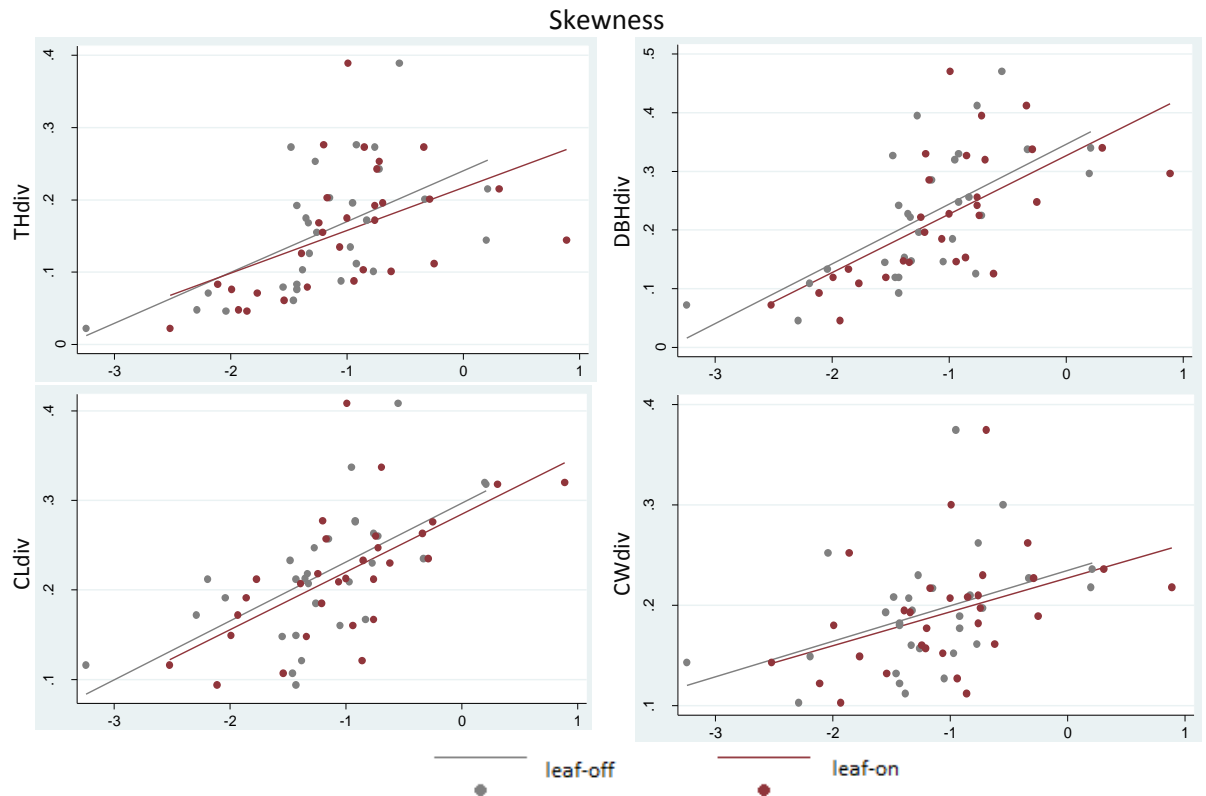 Skewness
THdiv
.4
.3
.2
.1
0
-3 -2 -1 0 1
DBHdiv
.5
.4
.3
.2
.1
0
-3 -2 -1 0 1
CLdiv
.4
.3
.2
.1
-3 -2 -1 0 1
CWdiv
.4
.3
.2
.1
-3 -2 -1 0 1
leaf-off leaf-on